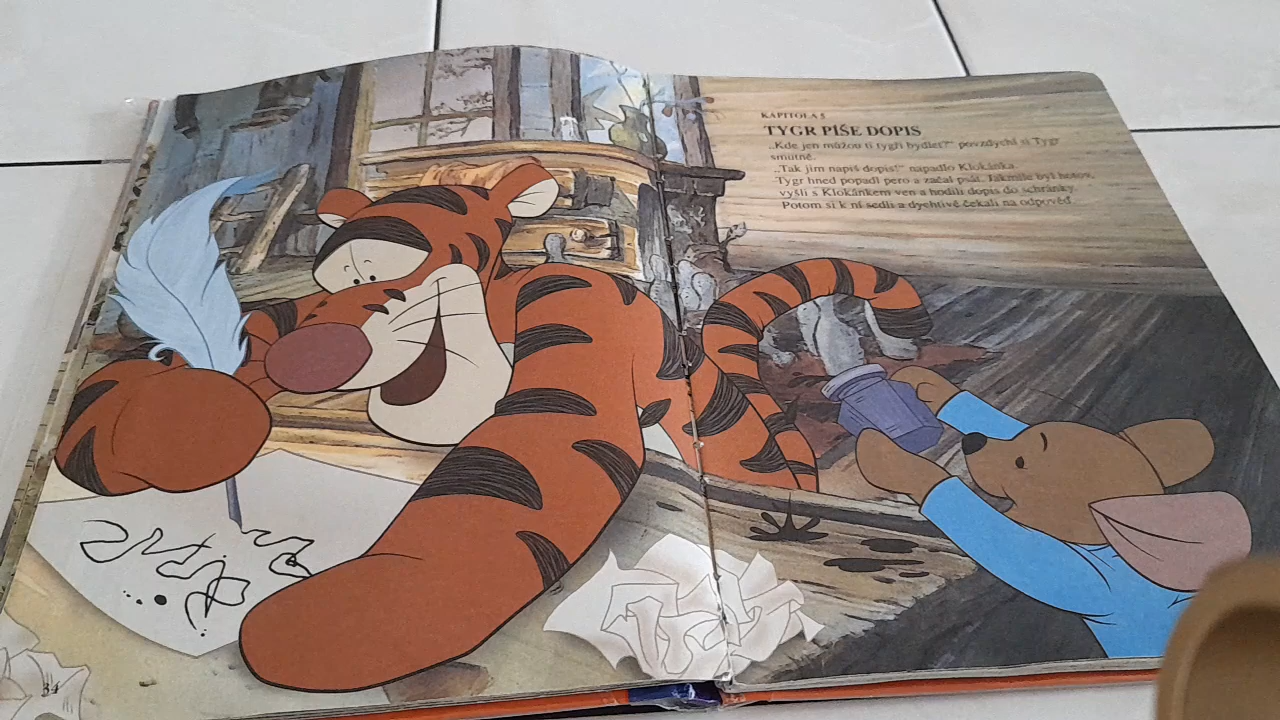 KAPITOLA 5
TYGR PÍŠE DOPIS
„Kde jen můžou ti tygři bydlet?“ povzdychl si Tygr
smutně.
„Tak jim napiš dopis!“ napadlo Klokánka.
Tygr hned popadl pero a začal psát. Jakmile byl hotov,
vyšli s Klokánkem ven a hodili dopis do schránky.
Potom si k ní sedli a dychtivě čekali na odpověď.
34